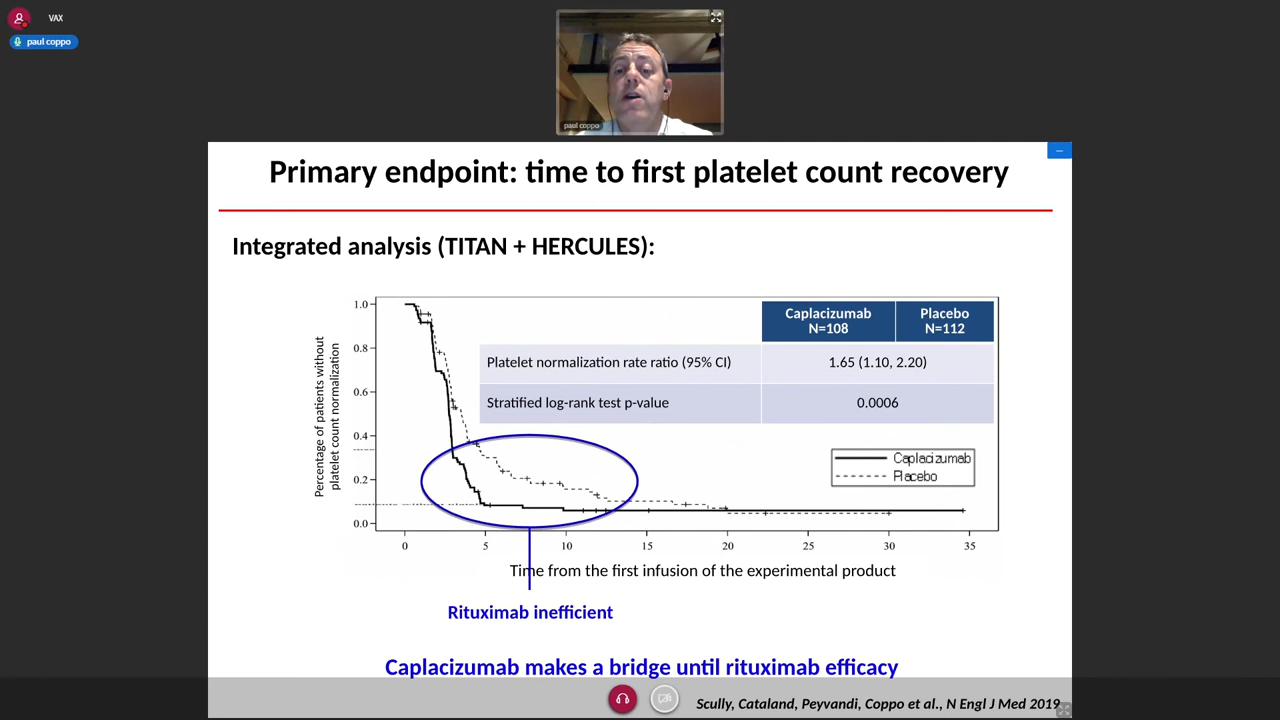 VAX
paul coppo
paul coppo
Primary endpoint: time to first platelet count recovery
Integrated analysis (TITAN + HERCULES):
Percentage of patients without
platelet count normalization
1.0
0.8
0.6
0.4
0.2
0.0
Caplacizumab
N=108
Placebo
N=112
Platelet normalization rate ratio (95% CI)
1.65 (1.10, 2.20)
Stratified log-rank test p-value
0.0006
Caplacizumab
Placebo
0 5 10 15 20 25 30 35
Time from the first infusion of the experimental product
Rituximab inefficient
Caplacizumab makes a bridge until rituximab efficacy
Scully, Cataland, Peyvandi, Coppo et al., N Engl J Med 2019